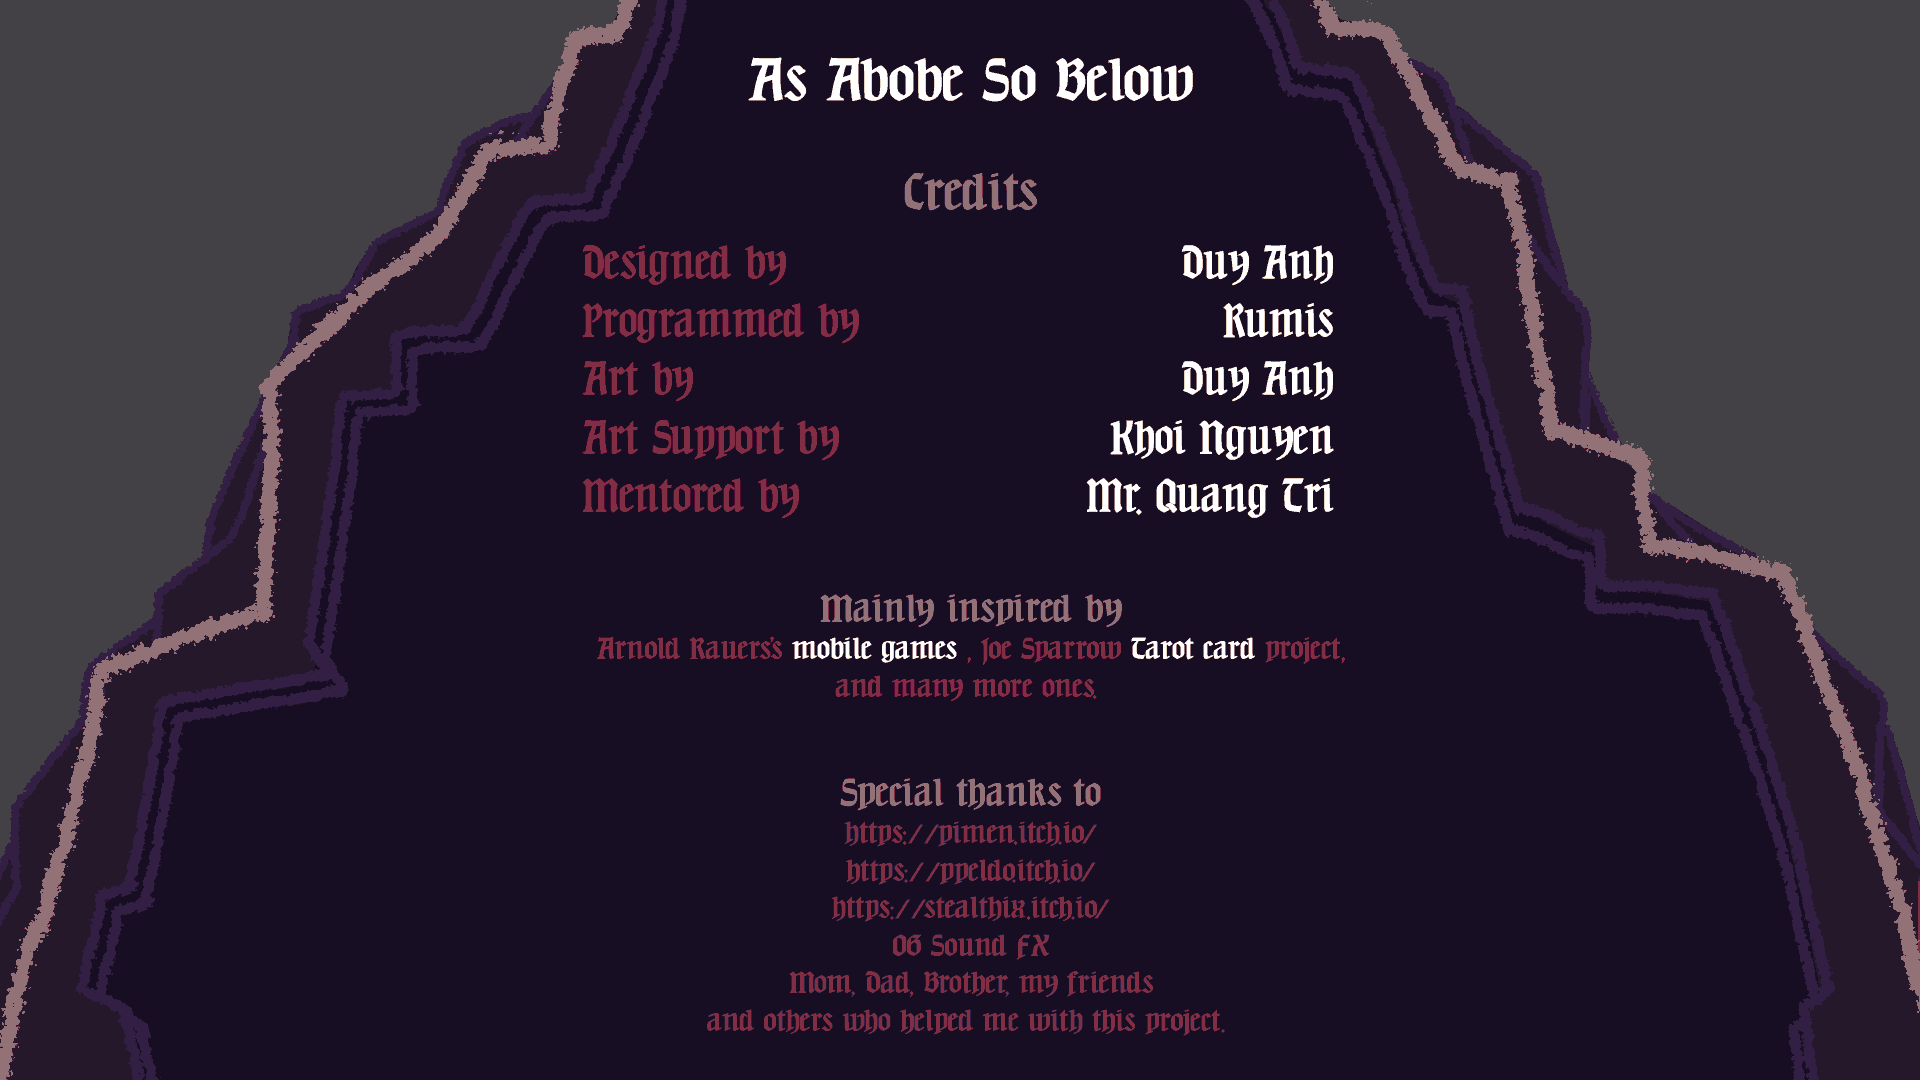 As Abobe So Below
Credits
Designed by Duy Anh
Programmed by Rumis
Art by Duy Anh
Art Support by Khoi Nguyen
Mentored by Mr. Quang Tri
Mainly inspired by
Arnold Rauers's mobile games , Joe Sparrow Tarot card project,
and many more ones.
Special thanks to
https://pimen.itch.io/
https://ppeldo.itch.io/
https://stealthix.itch.io/
OG Sound FX
Mom, Dad, Brother, my friends
and others who helped me with this project.